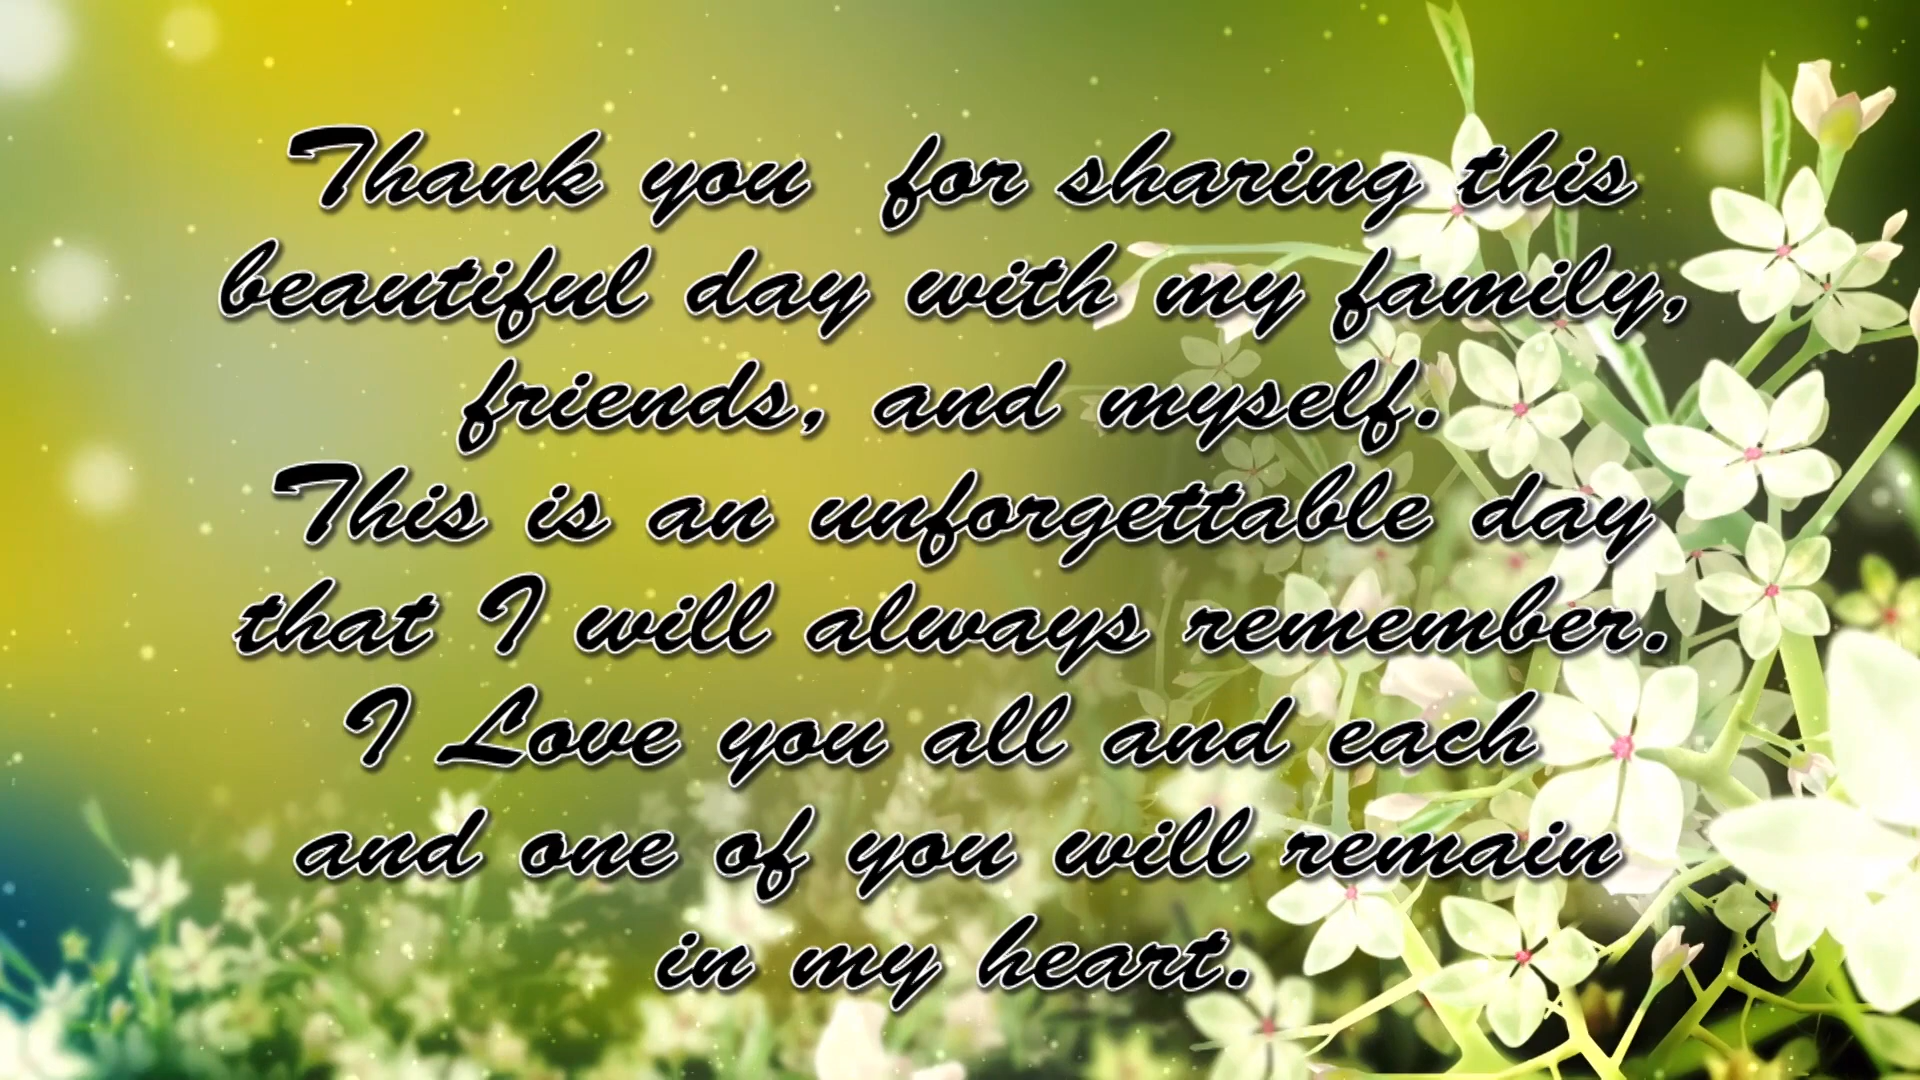 Thank you for sharing this
beautiful day with my family,
friends, and myself.
This is an unforgettable day
that I will always remember.
I Love you all and each
and one of you will remain
in my heart.